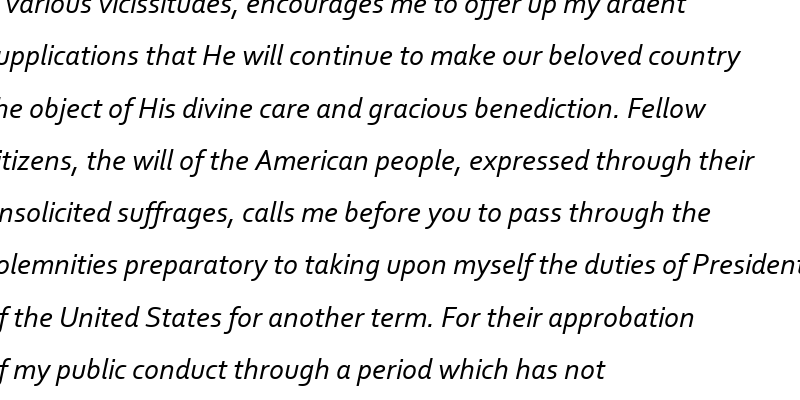 various vicissitudes, encourages me to offer up my ardent
upplications that He will continue to make our beloved country
he object of His divine care and gracious benediction. Fellow
itizens, the will of the American people, expressed through their
nsolicited suffrages, calls me before you to pass through the
olemnities preparatory to taking upon myself the duties of President
f the United States for another term. For their approbation
f my public conduct through a period which has not